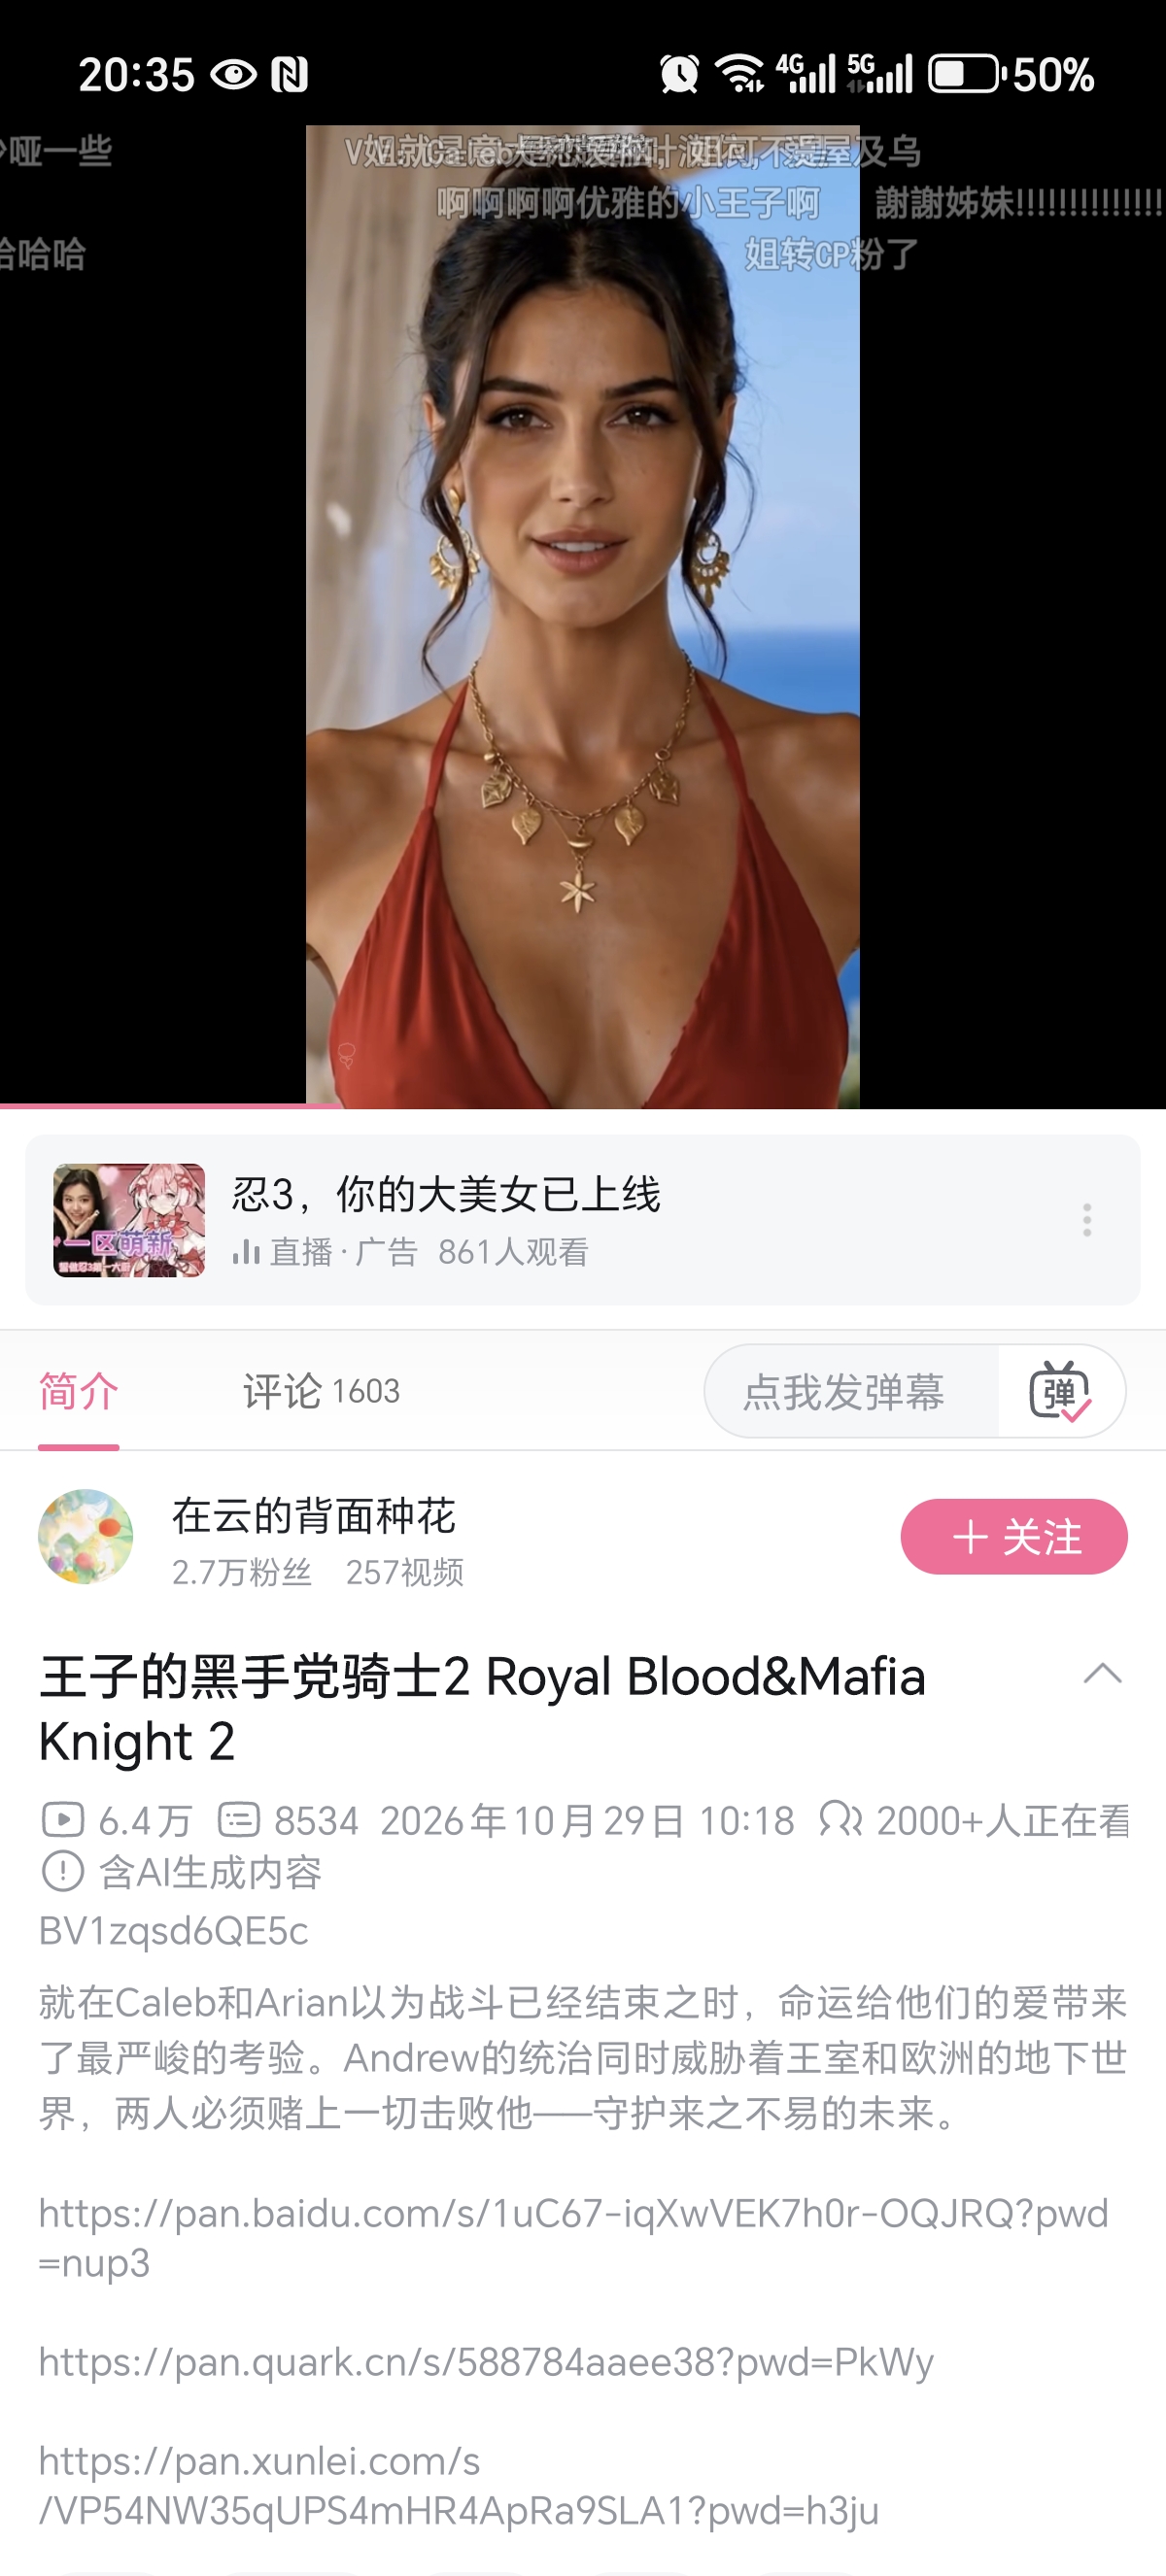 20:35
4G 5G 50%
哑一些
屋及乌
啊啊啊啊优雅的小王子啊 謝謝姊妹!!!!!!!!!!!!!!
哈哈哈 姐转CP粉了
忍3，你的大美女已上线
一区萌新
直播·广告 861人观看
简介 评论 1603 点我发弹幕 弹
在云的背面种花
2.7万粉丝 257视频
+ 关注
王子的黑手党骑士2 Royal Blood&Mafia
Knight 2
6.4万 8534 2026年10月29日 10:18 2000+人正在看
含AI生成内容
BV1zqsd6QE5c
就在Caleb和Arian以为战斗已经结束之时，命运给他们的爱带来
了最严峻的考验。Andrew的统治同时威胁着王室和欧洲的地下世
界，两人必须赌上一切击败他——守护来之不易的未来。
https://pan.baidu.com/s/1uC67-iqXwVEK7h0r-OQJRQ?pwd
=nup3
https://pan.quark.cn/s/588784aaee38?pwd=PkWy
https://pan.xunlei.com/s
/VP54NW35qUPS4mHR4ApRa9SLA1?pwd=h3ju